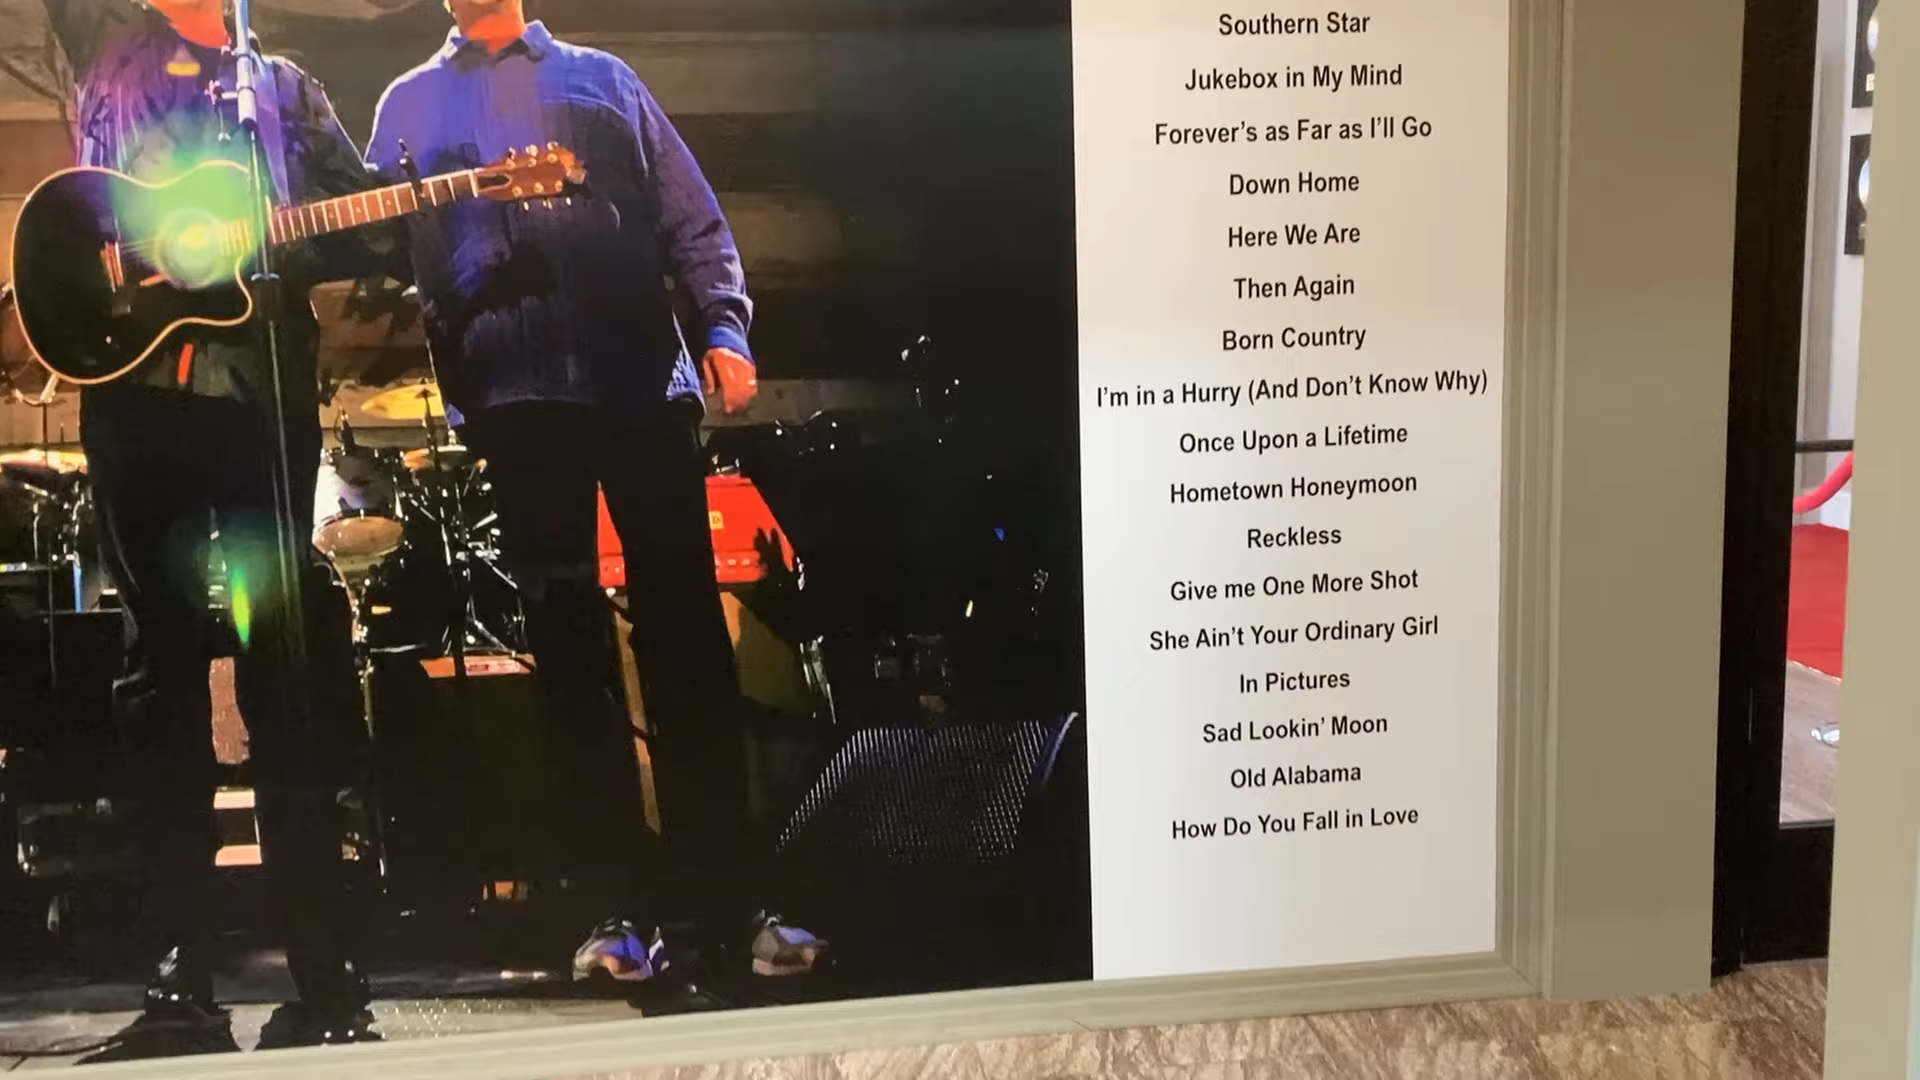 Southern Star
Jukebox in My Mind
Forever’s as Far as I’ll Go
Down Home
Here We Are
Then Again
Born Country
I’m in a Hurry (And Don’t Know Why)
Once Upon a Lifetime
Hometown Honeymoon
Reckless
Give me One More Shot
She Ain’t Your Ordinary Girl
In Pictures
Sad Lookin’ Moon
Old Alabama
How Do You Fall in Love